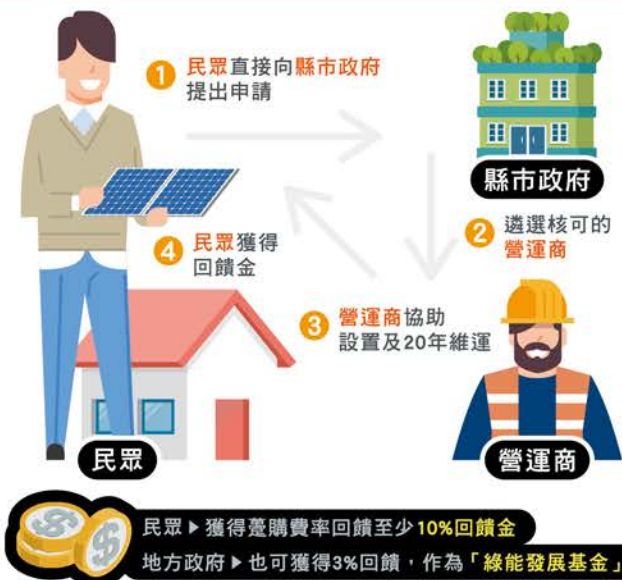 1 民眾直接向縣市政府
提出申請
縣市政府
2 遴選核可的
營運商
4 民眾獲得
回饋金
3 營運商協助
設置及20年維運
民眾
營運商
民眾▶獲得躉購費率回饋至少10%回饋金
地方政府▶也可獲得3%回饋，作為「綠能發展基金」